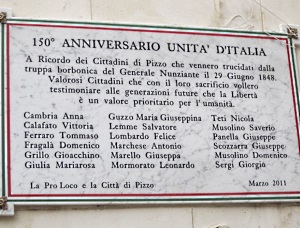 150° ANNIVERSARIO UNITA' D'ITALIA
A Ricordo dei Cittadini di Pizzo che vennero trucidati dalla
truppa borbonica del Generale Nunziante il 29 Giugno 1848.
Valorosi Cittadini che con il loro sacrificio vollero
testimoniare alle generazioni future che la Libertà
è un valore prioritario per l'umanità.
Cambria Anna Guzzo Maria Giuseppina Teti Nicola
Calafato Vittoria Lemme Salvatore Musolino Saverio
Ferraro Tommaso Lombardo Felice Panella Giuseppe
Fragalà Domenico Marchese Antonio Scozzarra Giuseppe
Grillo Gioacchino Marello Giuseppa Musolino Domenico
Giulia Mariarosa Mormorato Leonardo Sergi Giorgio
La Pro Loco e la Città di Pizzo Marzo 2011